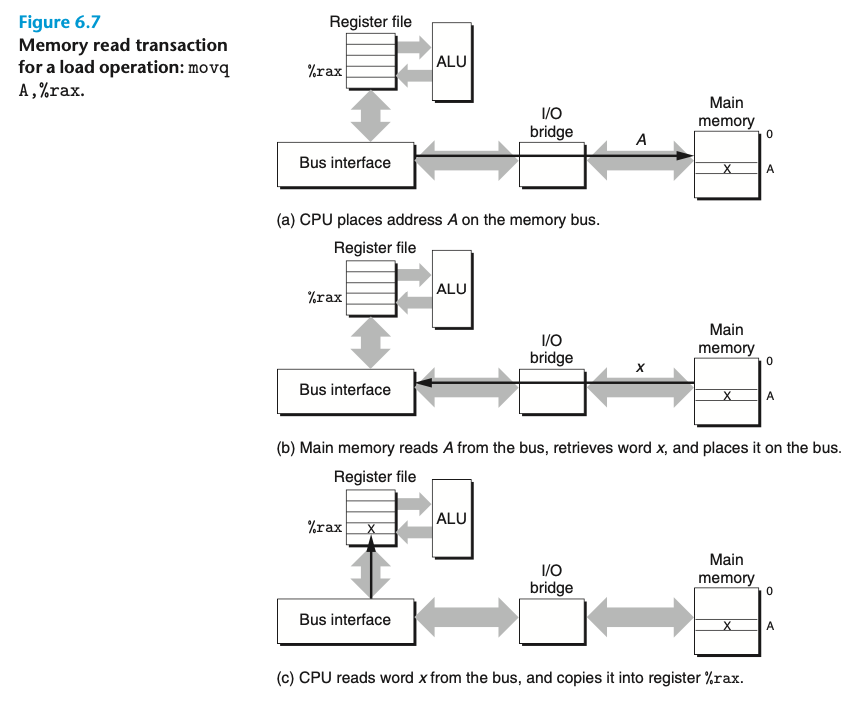 Figure 6.7
Memory read transaction
for a load operation: movq
A,%rax.
Register file
%rax
ALU
I/O
bridge
Main
memory
Bus interface
A
0
x
A
(a) CPU places address A on the memory bus.
Register file
%rax
ALU
I/O
bridge
Main
memory
Bus interface
x
0
x
A
(b) Main memory reads A from the bus, retrieves word x, and places it on the bus.
Register file
%rax
x
ALU
I/O
bridge
Main
memory
Bus interface
0
x
A
(c) CPU reads word x from the bus, and copies it into register %rax.